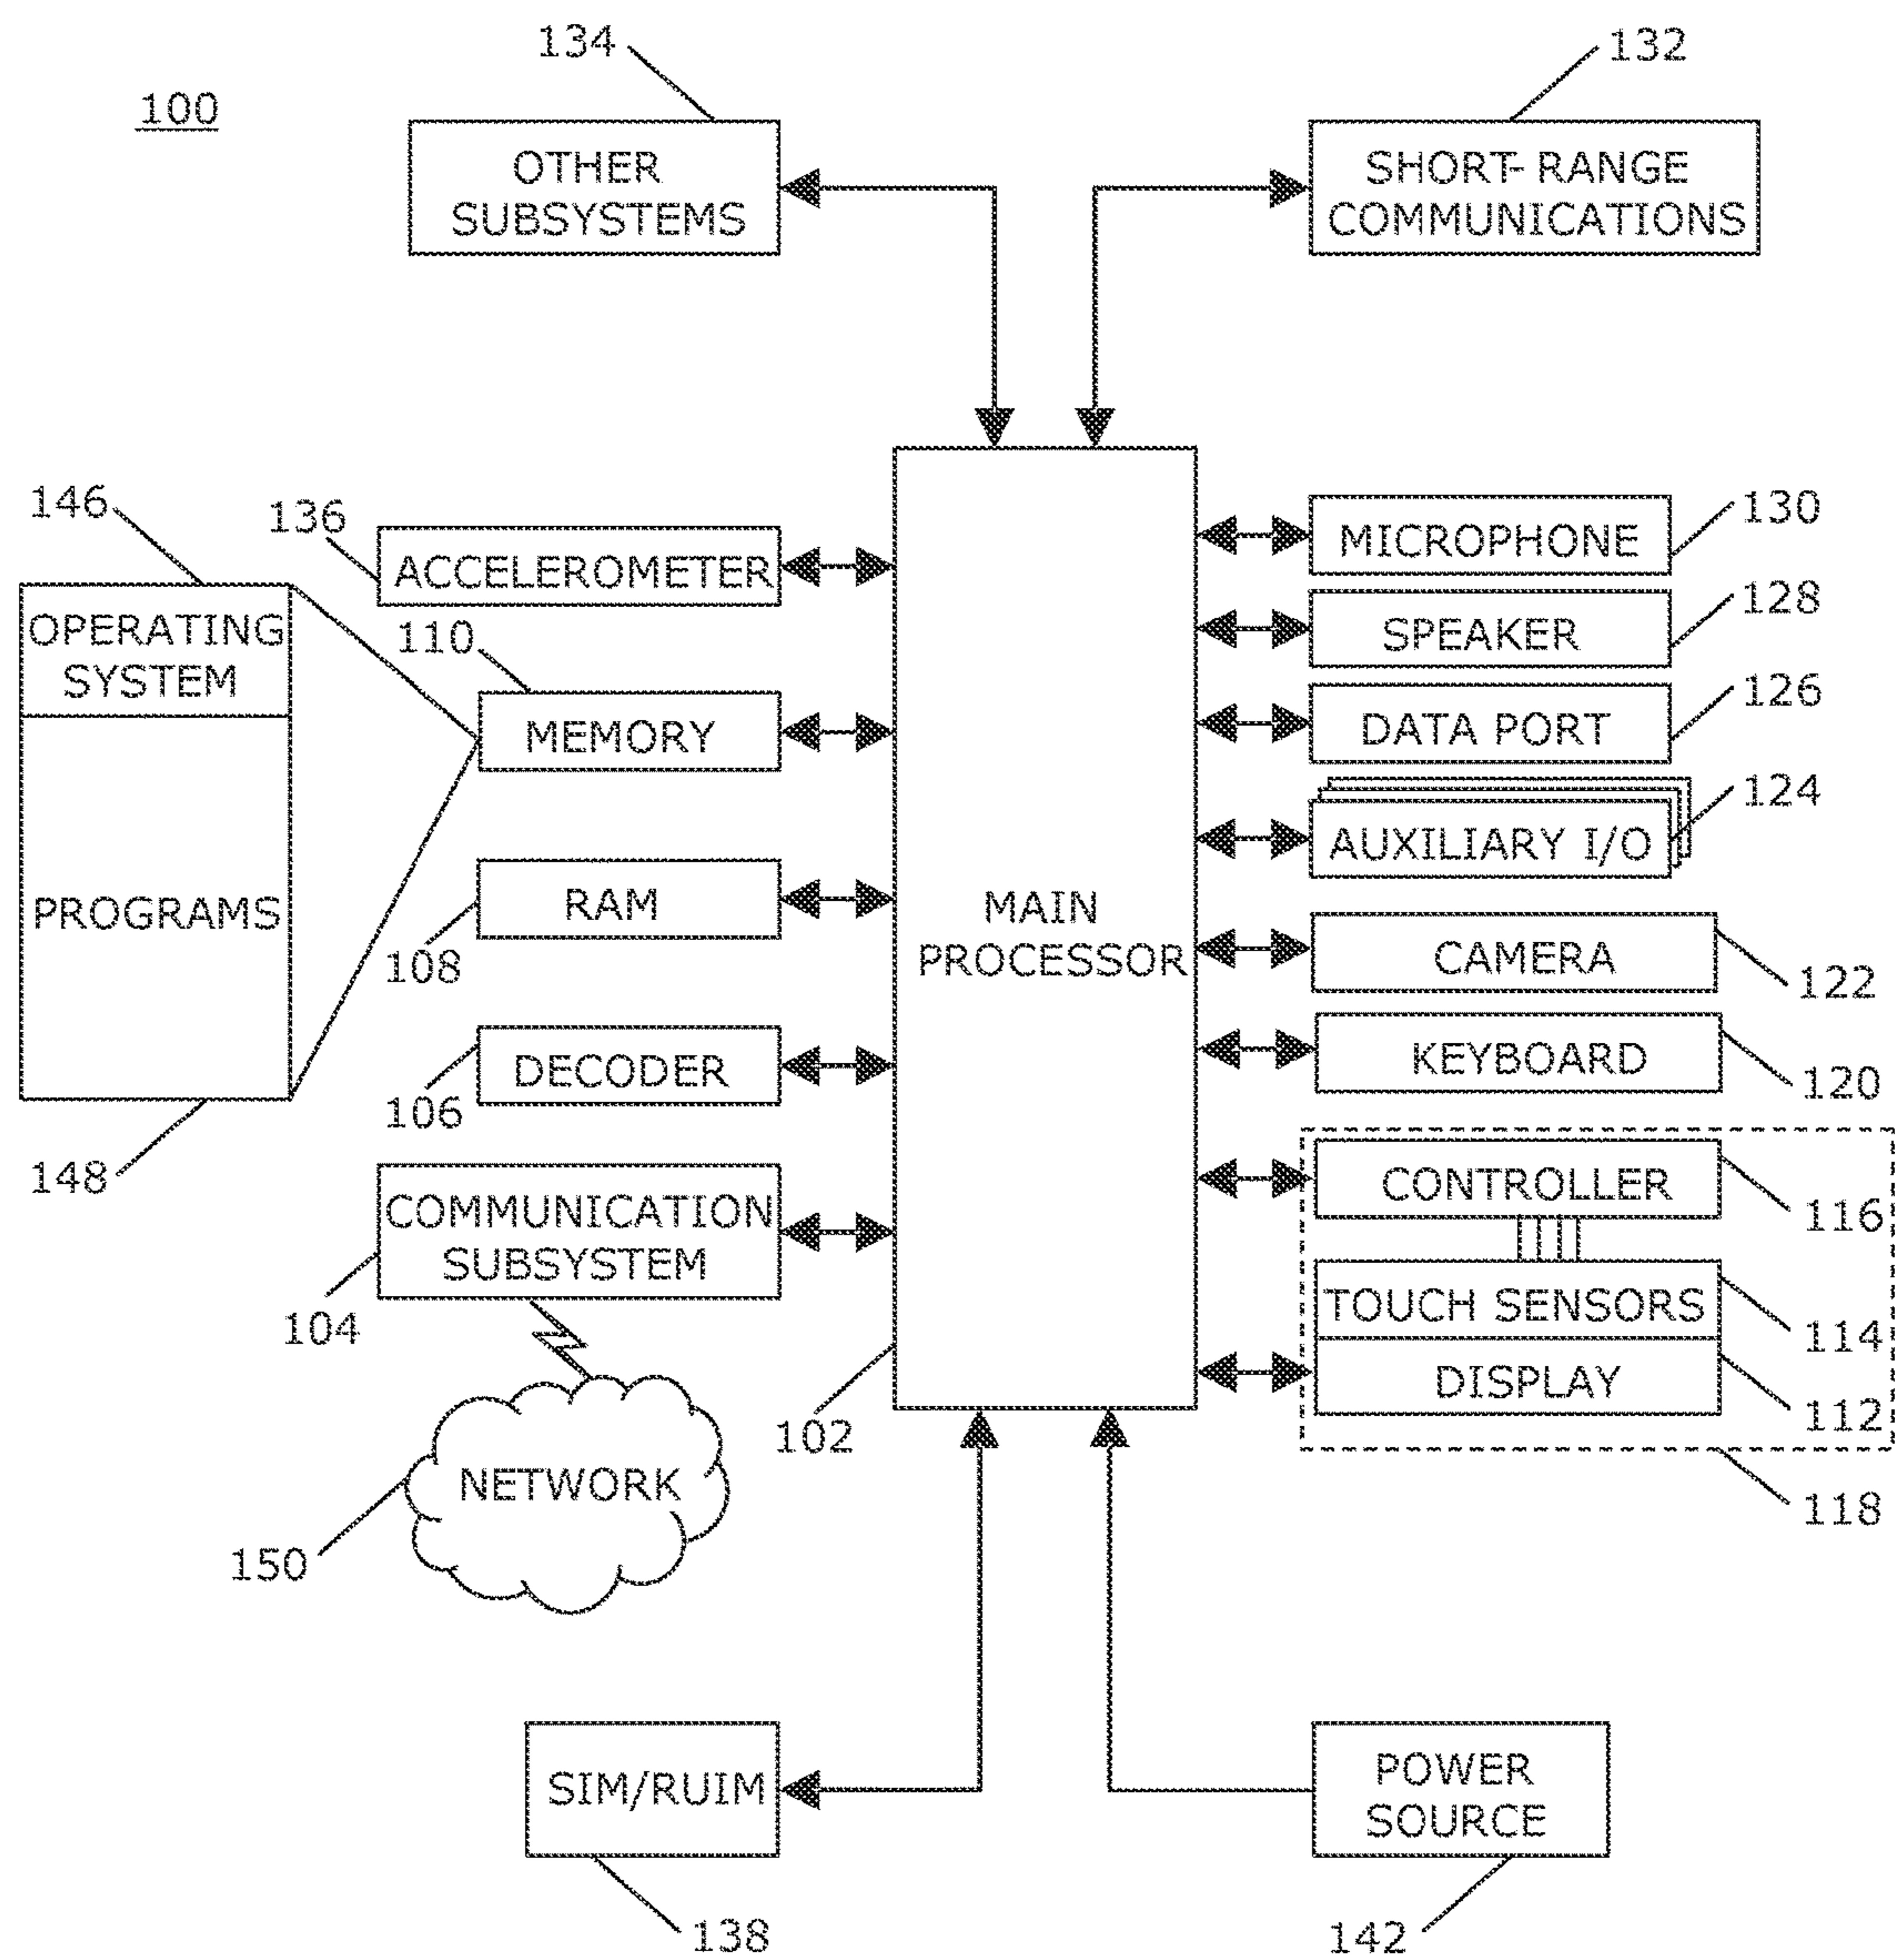 100
134
132
OTHER
SUBSYSTEMS
SHORT-RANGE
COMMUNICATIONS
146
136
ACCELEROMETER
110
OPERATING
SYSTEM
MEMORY
PROGRAMS
RAM
108
DECODER
106
148
COMMUNICATION
SUBSYSTEM
104
NETWORK
150
MAIN
PROCESSOR
102
MICROPHONE
130
SPEAKER
128
DATA PORT
126
AUXILIARY I/O
124
CAMERA
122
KEYBOARD
120
CONTROLLER
116
TOUCH SENSORS
114
DISPLAY
112
118
SIM/RUIM
138
POWER
SOURCE
142